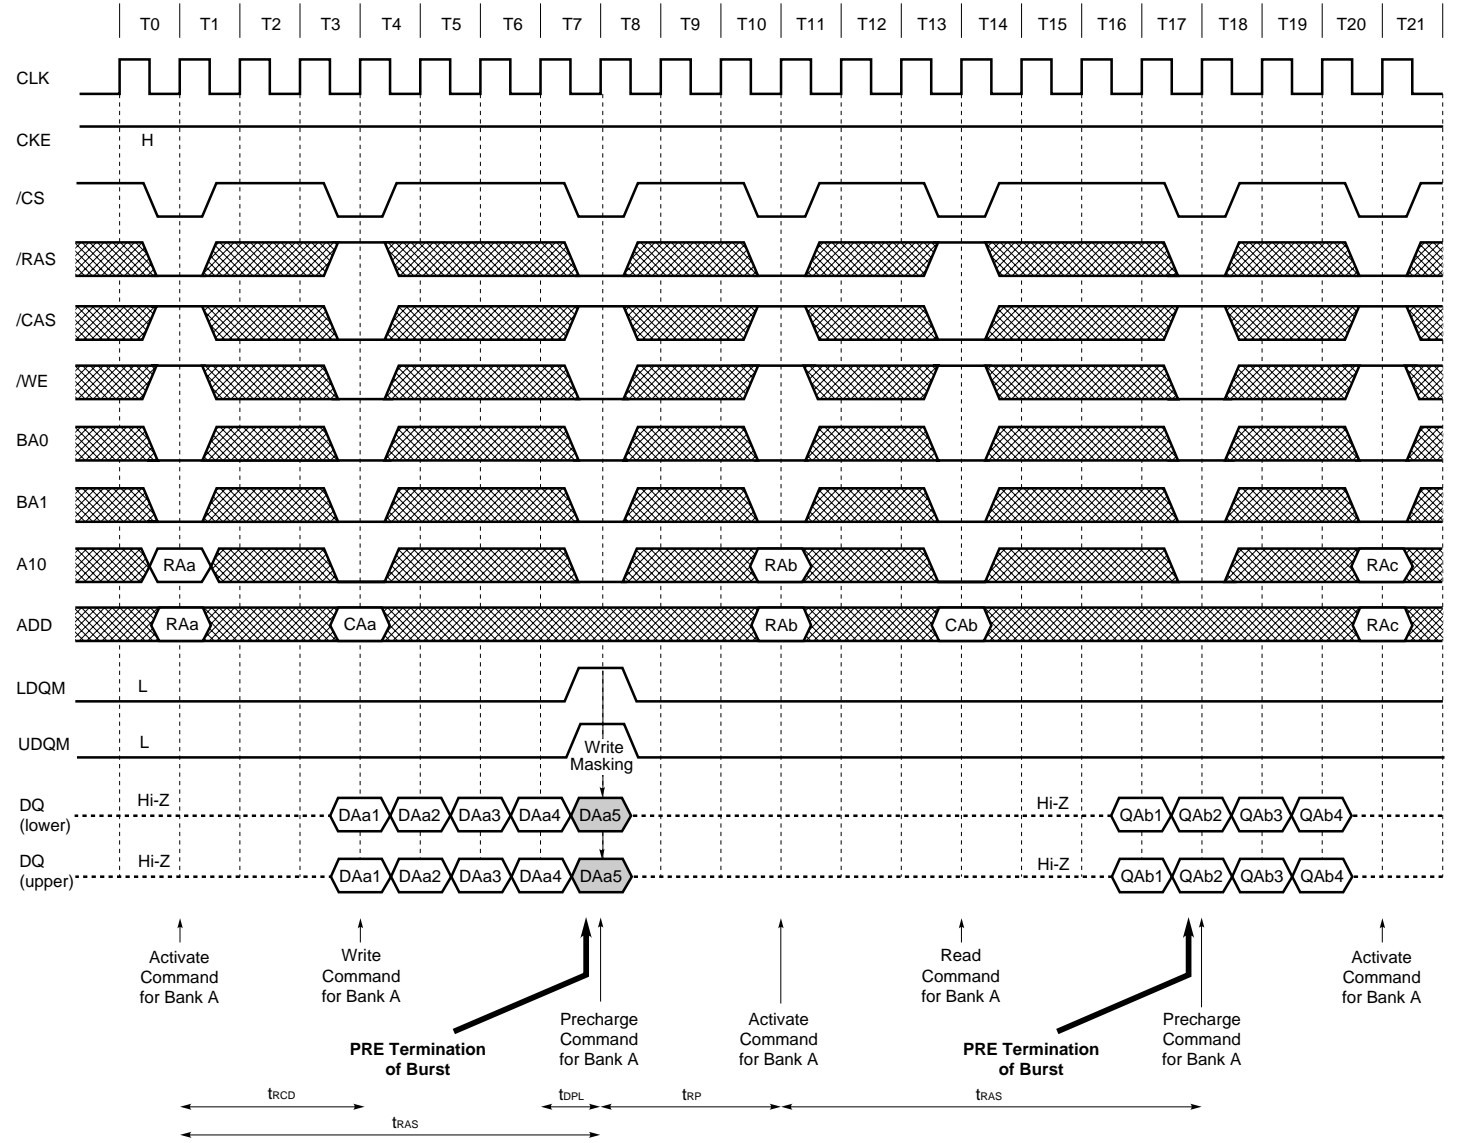 T0 T1 T2 T3 T4 T5 T6 T7 T8 T9 T10 T11 T12 T13 T14 T15 T16 T17 T18 T19 T20 T21
CLK
CKE H
/CS
/RAS
/CAS
/WE
BA0
BA1
A10 RAa RAb RAc
ADD RAa CAa RAb CAb RAc
LDQM L
UDQM L
Write
Masking
DQ
(lower)
Hi-Z DAa1 DAa2 DAa3 DAa4 DAa5 Hi-Z QAb1 QAb2 QAb3 QAb4
DQ
(upper)
Hi-Z DAa1 DAa2 DAa3 DAa4 DAa5 Hi-Z QAb1 QAb2 QAb3 QAb4
Activate
Command
for Bank A
Write
Command
for Bank A
Read
Command
for Bank A
Activate
Command
for Bank A
PRE Termination
of Burst
Precharge
Command
for Bank A
Activate
Command
for Bank A
PRE Termination
of Burst
Precharge
Command
for Bank A
tRCD tDPL tRP tRAS
tRAS